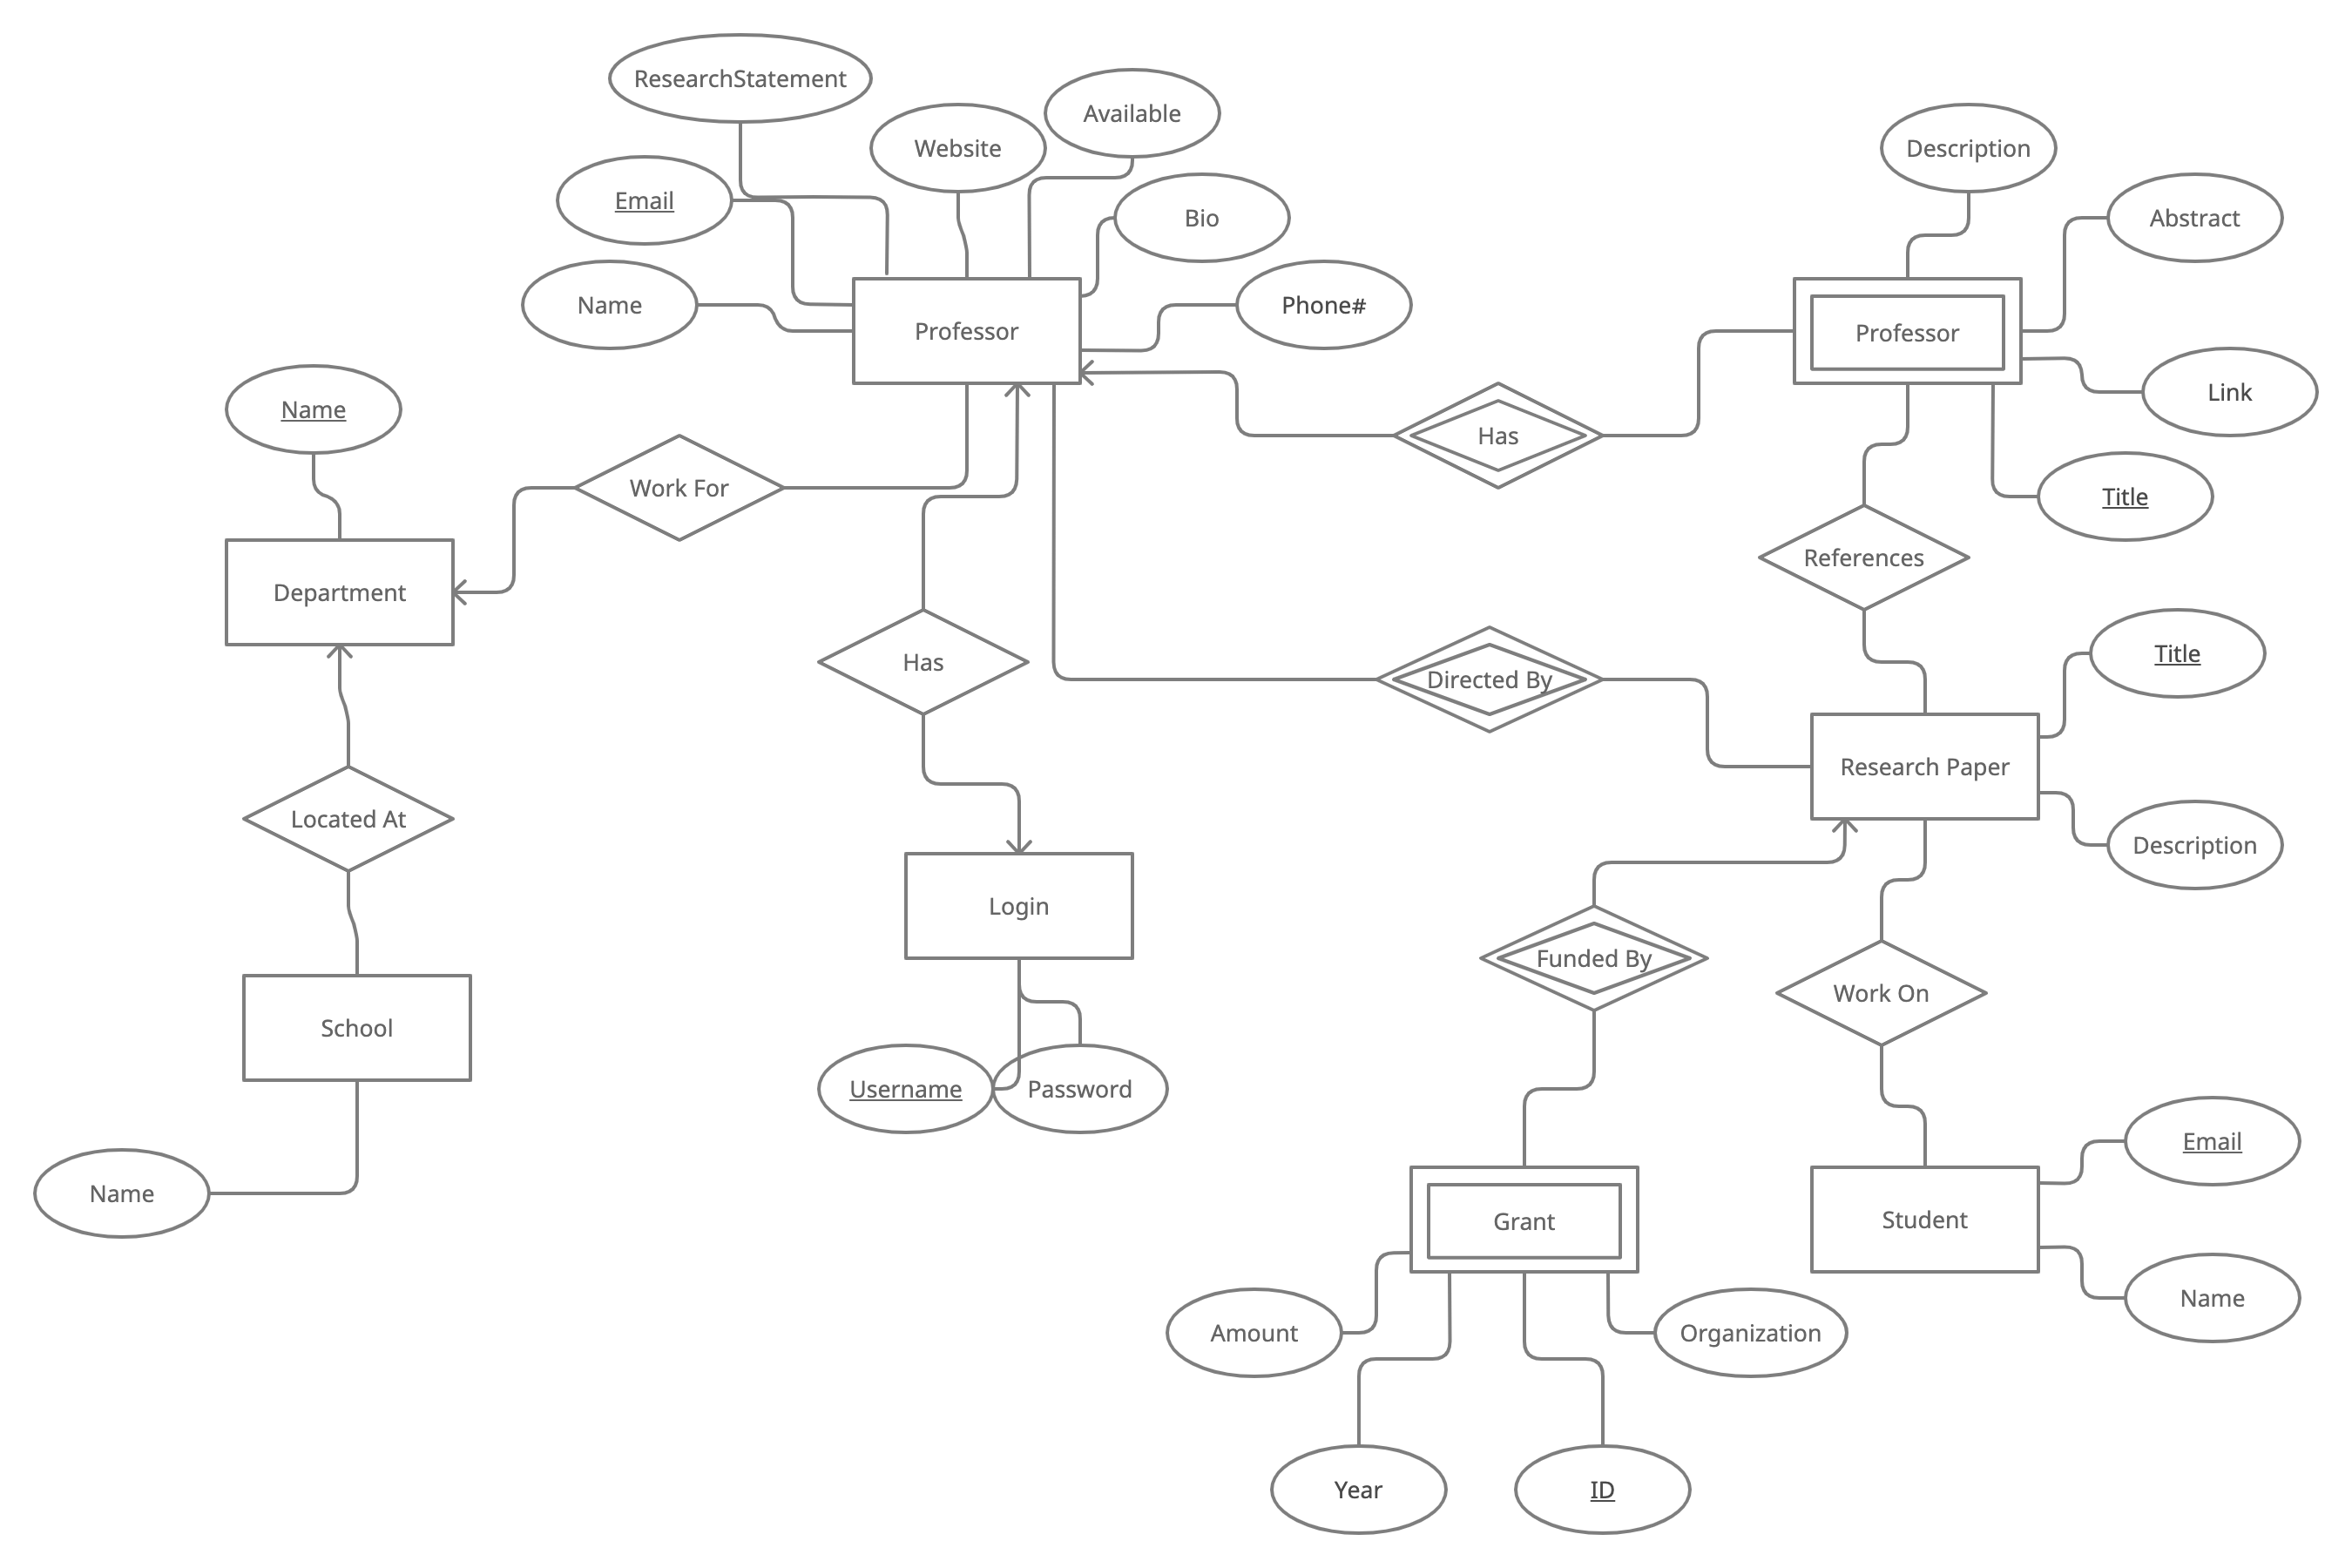 ResearchStatement
Available
Website
Description
Email
Bio
Abstract
Name
Phone#
Professor
Professor
Link
Name
Has
Work For
Title
References
Department
Title
Has
Directed By
Research Paper
Located At
Description
Login
Funded By
Work On
School
Username
Password
Email
Name
Grant
Student
Name
Amount
Organization
Year
ID